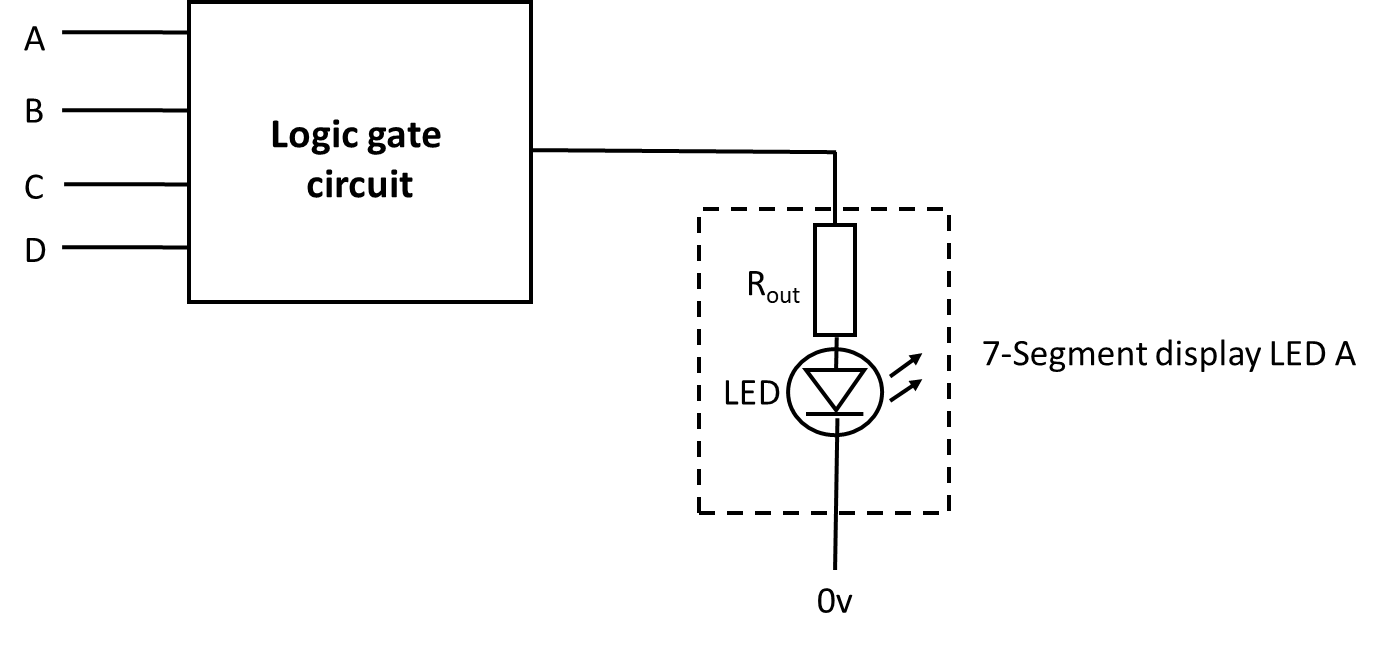 A
B
C
D
Logic gate
circuit
Rout
LED
7-Segment display LED A
0v